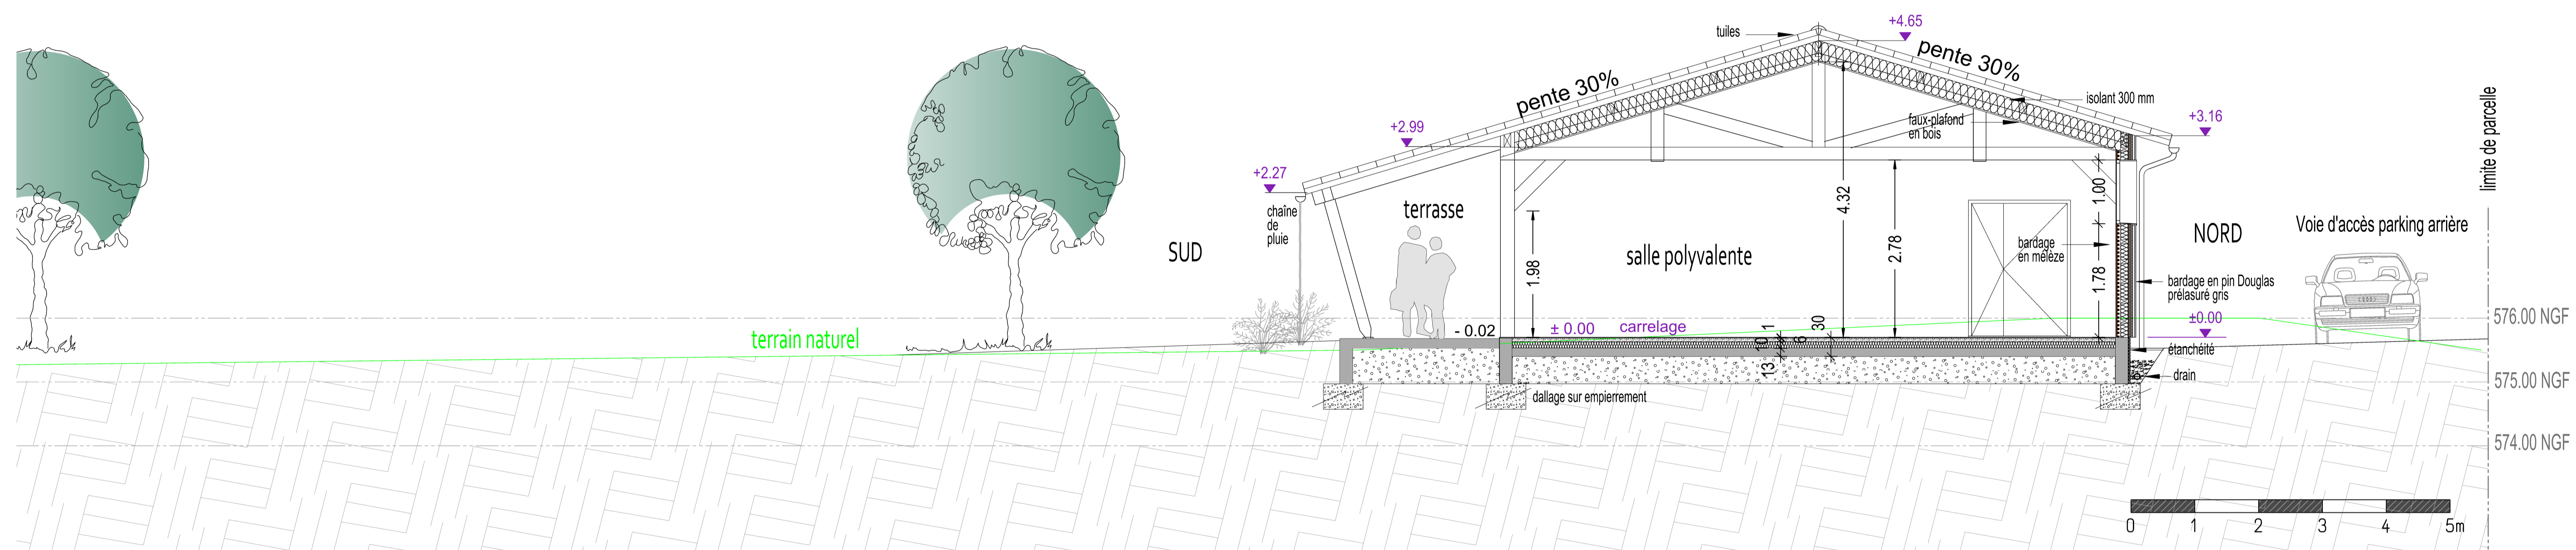 +4.65
tuiles
pente 30%
pente 30%
isolant 300 mm
faux-plafond
en bois
+2.99
+3.16
+2.27
limite de parcelle
chaîne
de
pluie
terrasse
SUD
salle polyvalente
1.98
4.32
2.78
1.00
1.78
bardage
en mélèze
NORD
Voie d'accès parking arrière
bardage en pin Douglas
prélasuré gris
±0.00
576.00 NGF
terrain naturel
- 0.02
± 0.00
carrelage
1
10
13
6
30
étanchéité
drain
575.00 NGF
dallage sur empierrement
574.00 NGF
0 1 2 3 4 5m